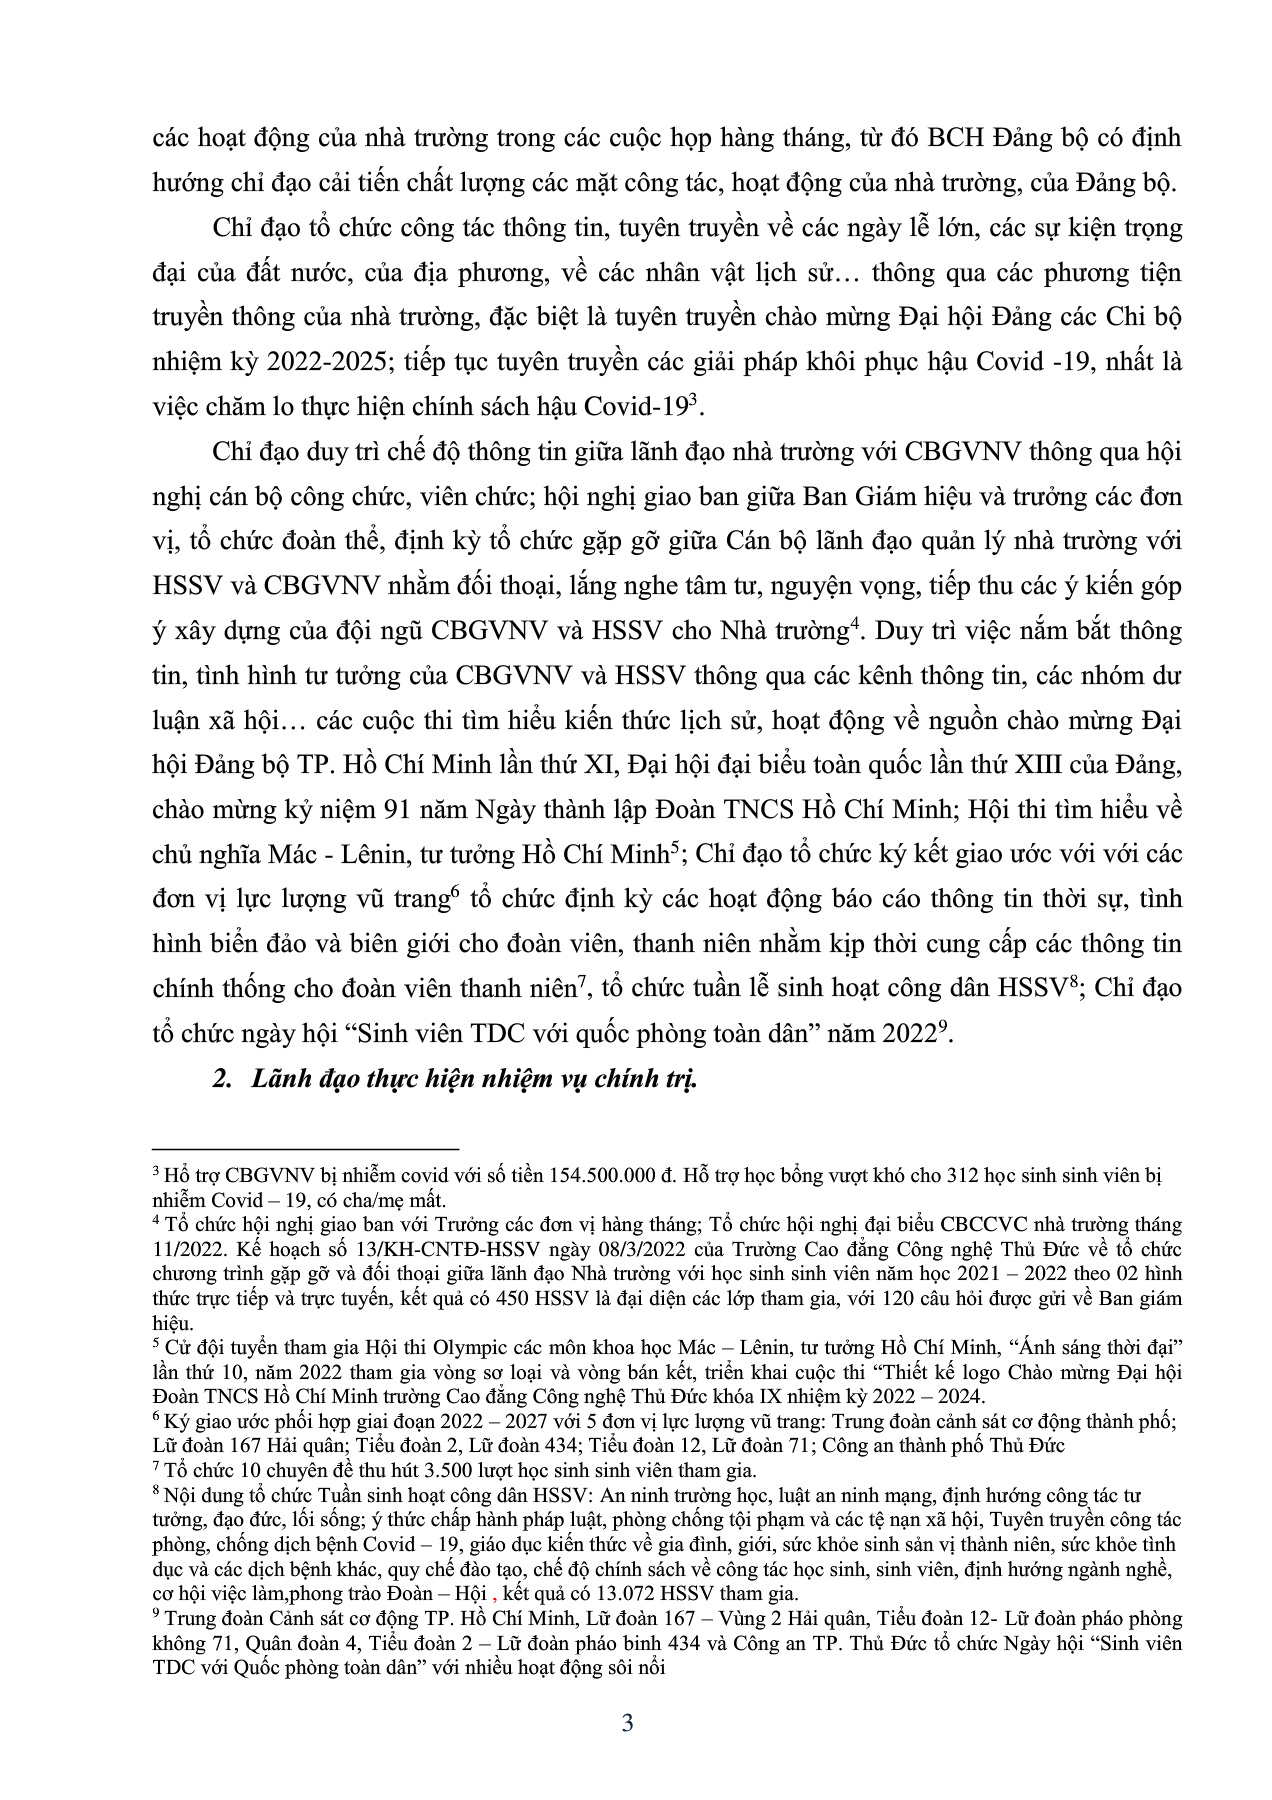 các hoạt động của nhà trường trong các cuộc họp hàng tháng, từ đó BCH Đảng bộ có định
hướng chỉ đạo cải tiến chất lượng các mặt công tác, hoạt động của nhà trường, của Đảng bộ.
Chỉ đạo tổ chức công tác thông tin, tuyên truyền về các ngày lễ lớn, các sự kiện trọng
đại của đất nước, của địa phương, về các nhân vật lịch sử… thông qua các phương tiện
truyền thông của nhà trường, đặc biệt là tuyên truyền chào mừng Đại hội Đảng các Chi bộ
nhiệm kỳ 2022-2025; tiếp tục tuyên truyền các giải pháp khôi phục hậu Covid -19, nhất là
việc chăm lo thực hiện chính sách hậu Covid-19³.
Chỉ đạo duy trì chế độ thông tin giữa lãnh đạo nhà trường với CBGVNV thông qua hội
nghị cán bộ công chức, viên chức; hội nghị giao ban giữa Ban Giám hiệu và trưởng các đơn
vị, tổ chức đoàn thể, định kỳ tổ chức gặp gỡ giữa Cán bộ lãnh đạo quản lý nhà trường với
HSSV và CBGVNV nhằm đối thoại, lắng nghe tâm tư, nguyện vọng, tiếp thu các ý kiến góp
ý xây dựng của đội ngũ CBGVNV và HSSV cho Nhà trường⁴. Duy trì việc nắm bắt thông
tin, tình hình tư tưởng của CBGVNV và HSSV thông qua các kênh thông tin, các nhóm dư
luận xã hội… các cuộc thi tìm hiểu kiến thức lịch sử, hoạt động về nguồn chào mừng Đại
hội Đảng bộ TP. Hồ Chí Minh lần thứ XI, Đại hội đại biểu toàn quốc lần thứ XIII của Đảng,
chào mừng kỷ niệm 91 năm Ngày thành lập Đoàn TNCS Hồ Chí Minh; Hội thi tìm hiểu về
chủ nghĩa Mác - Lênin, tư tưởng Hồ Chí Minh⁵; Chỉ đạo tổ chức ký kết giao ước với với các
đơn vị lực lượng vũ trang⁶ tổ chức định kỳ các hoạt động báo cáo thông tin thời sự, tình
hình biển đảo và biên giới cho đoàn viên, thanh niên nhằm kịp thời cung cấp các thông tin
chính thống cho đoàn viên thanh niên⁷, tổ chức tuần lễ sinh hoạt công dân HSSV⁸; Chỉ đạo
tổ chức ngày hội “Sinh viên TDC với quốc phòng toàn dân” năm 2022⁹.
2. Lãnh đạo thực hiện nhiệm vụ chính trị.
³ Hổ trợ CBGVNV bị nhiễm covid với số tiền 154.500.000 đ. Hỗ trợ học bổng vượt khó cho 312 học sinh sinh viên bị
nhiễm Covid – 19, có cha/mẹ mất.
⁴ Tổ chức hội nghị giao ban với Trưởng các đơn vị hàng tháng; Tổ chức hội nghị đại biểu CBCCVC nhà trường tháng
11/2022. Kế hoạch số 13/KH-CNTĐ-HSSV ngày 08/3/2022 của Trường Cao đẳng Công nghệ Thủ Đức về tổ chức
chương trình gặp gỡ và đối thoại giữa lãnh đạo Nhà trường với học sinh sinh viên năm học 2021 – 2022 theo 02 hình
thức trực tiếp và trực tuyến, kết quả có 450 HSSV là đại diện các lớp tham gia, với 120 câu hỏi được gửi về Ban giám
hiệu.
⁵ Cử đội tuyển tham gia Hội thi Olympic các môn khoa học Mác – Lênin, tư tưởng Hồ Chí Minh, “Ánh sáng thời đại”
lần thứ 10, năm 2022 tham gia vòng sơ loại và vòng bán kết, triển khai cuộc thi “Thiết kế logo Chào mừng Đại hội
Đoàn TNCS Hồ Chí Minh trường Cao đẳng Công nghệ Thủ Đức khóa IX nhiệm kỳ 2022 – 2024.
⁶ Ký giao ước phối hợp giai đoạn 2022 – 2027 với 5 đơn vị lực lượng vũ trang: Trung đoàn cảnh sát cơ động thành phố;
Lữ đoàn 167 Hải quân; Tiểu đoàn 2, Lữ đoàn 434; Tiểu đoàn 12, Lữ đoàn 71; Công an thành phố Thủ Đức
⁷ Tổ chức 10 chuyên đề thu hút 3.500 lượt học sinh sinh viên tham gia.
⁸ Nội dung tổ chức Tuần sinh hoạt công dân HSSV: An ninh trường học, luật an ninh mạng, định hướng công tác tư
tưởng, đạo đức, lối sống; ý thức chấp hành pháp luật, phòng chống tội phạm và các tệ nạn xã hội, Tuyên truyền công tác
phòng, chống dịch bệnh Covid – 19, giáo dục kiến thức về gia đình, giới, sức khỏe sinh sản vị thành niên, sức khỏe tình
dục và các dịch bệnh khác, quy chế đào tạo, chế độ chính sách về công tác học sinh, sinh viên, định hướng ngành nghề,
cơ hội việc làm,phong trào Đoàn – Hội , kết quả có 13.072 HSSV tham gia.
⁹ Trung đoàn Cảnh sát cơ động TP. Hồ Chí Minh, Lữ đoàn 167 – Vùng 2 Hải quân, Tiểu đoàn 12- Lữ đoàn pháo phòng
không 71, Quân đoàn 4, Tiểu đoàn 2 – Lữ đoàn pháo binh 434 và Công an TP. Thủ Đức tổ chức Ngày hội “Sinh viên
TDC với Quốc phòng toàn dân” với nhiều hoạt động sôi nổi
3